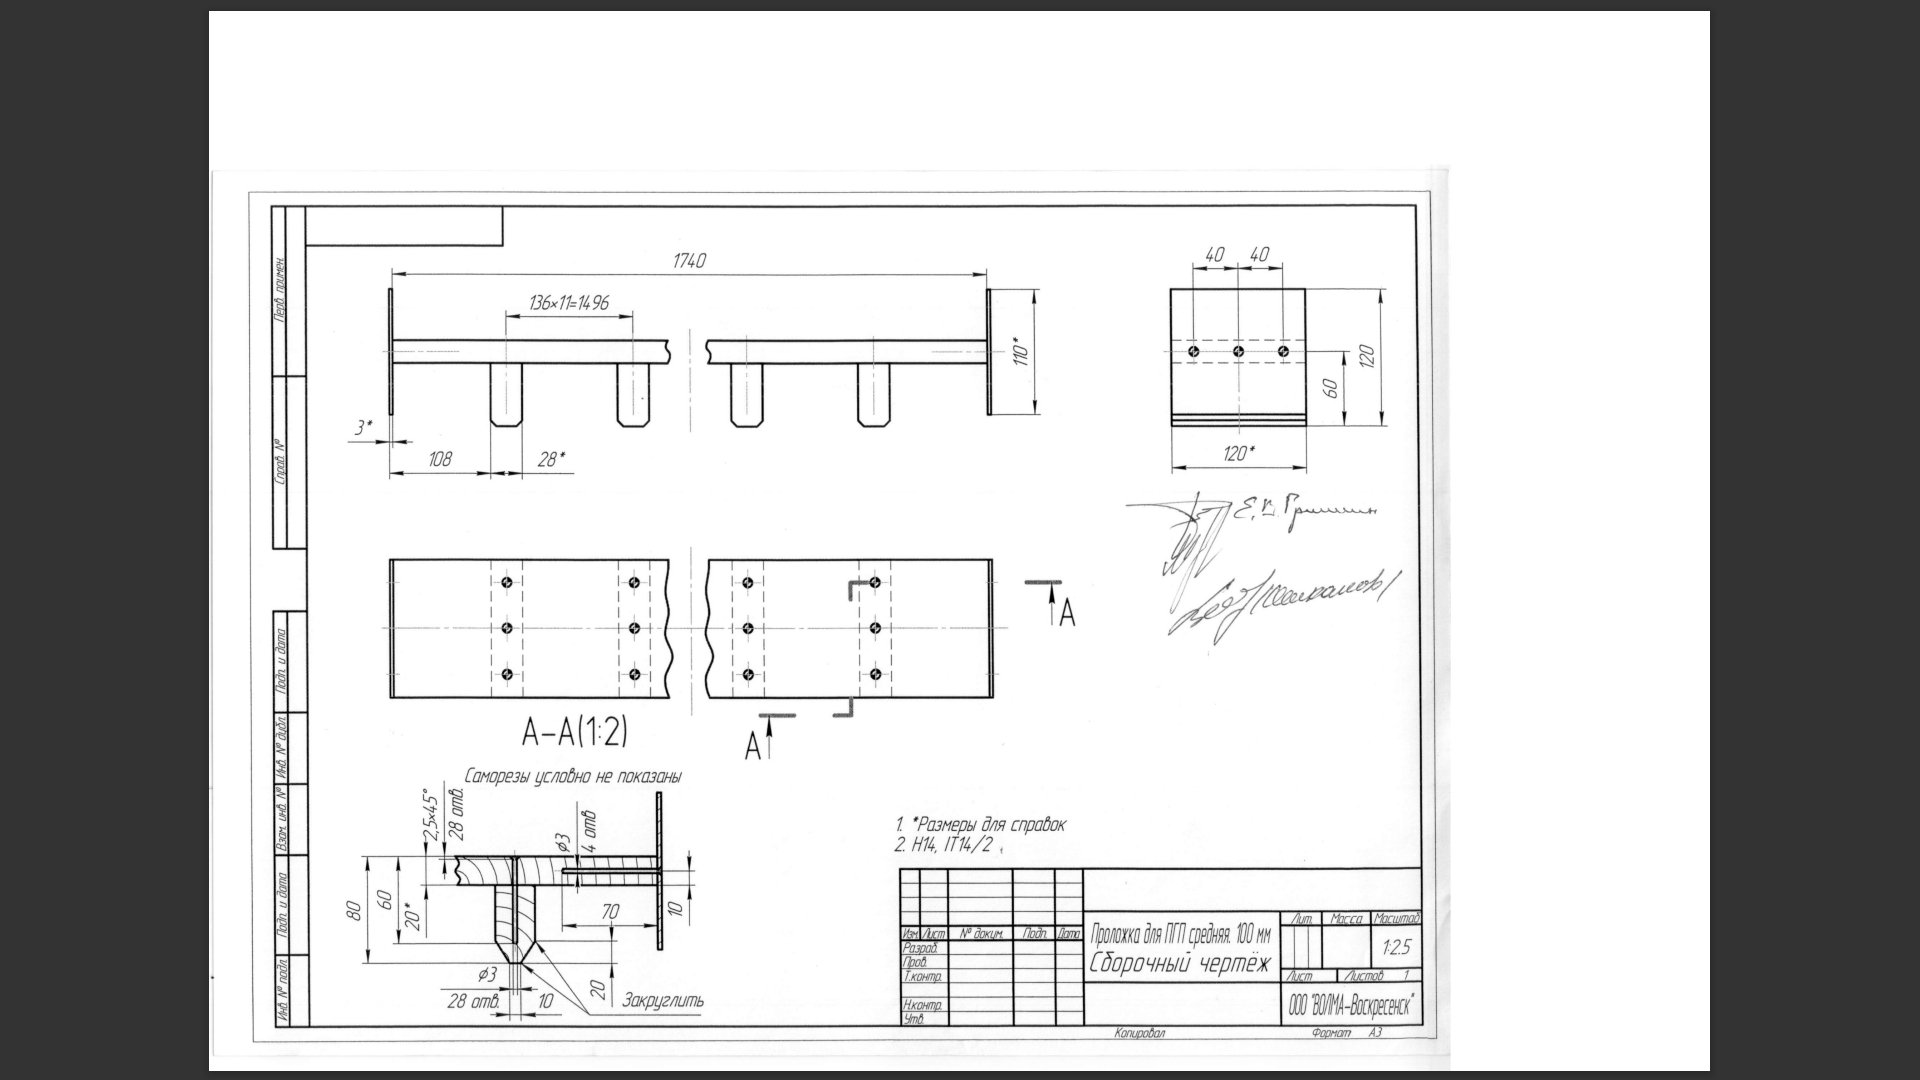 1740
136×11=1496
110*
3*
108
28*
40 40
60
120
120*
Е.В. Гришин
А
А
А–А(1:2)
Саморезы условно не показаны
2,5×45°
28 отв.
⌀3
4 отв
80
60
20*
70
10
⌀3
28 отв.
10
20
Закруглить
1. *Размеры для справок
2. Н14, IT14/2
Изм. Лист № докум. Подп. Дата
Разраб.
Пров.
Т.контр.
Н.контр.
Утв.
Проложка для ПГП средняя. 100 мм
Сборочный чертёж
Лит. Масса Масштаб
1:2.5
Лист Листов 1
ООО "ВОЛМА-Воскресенск"
Копировал Формат А3
Перв. примен.
Справ. №
Подп. и дата
Инв. № дубл.
Взам. инв. №
Подп. и дата
Инв. № подл.